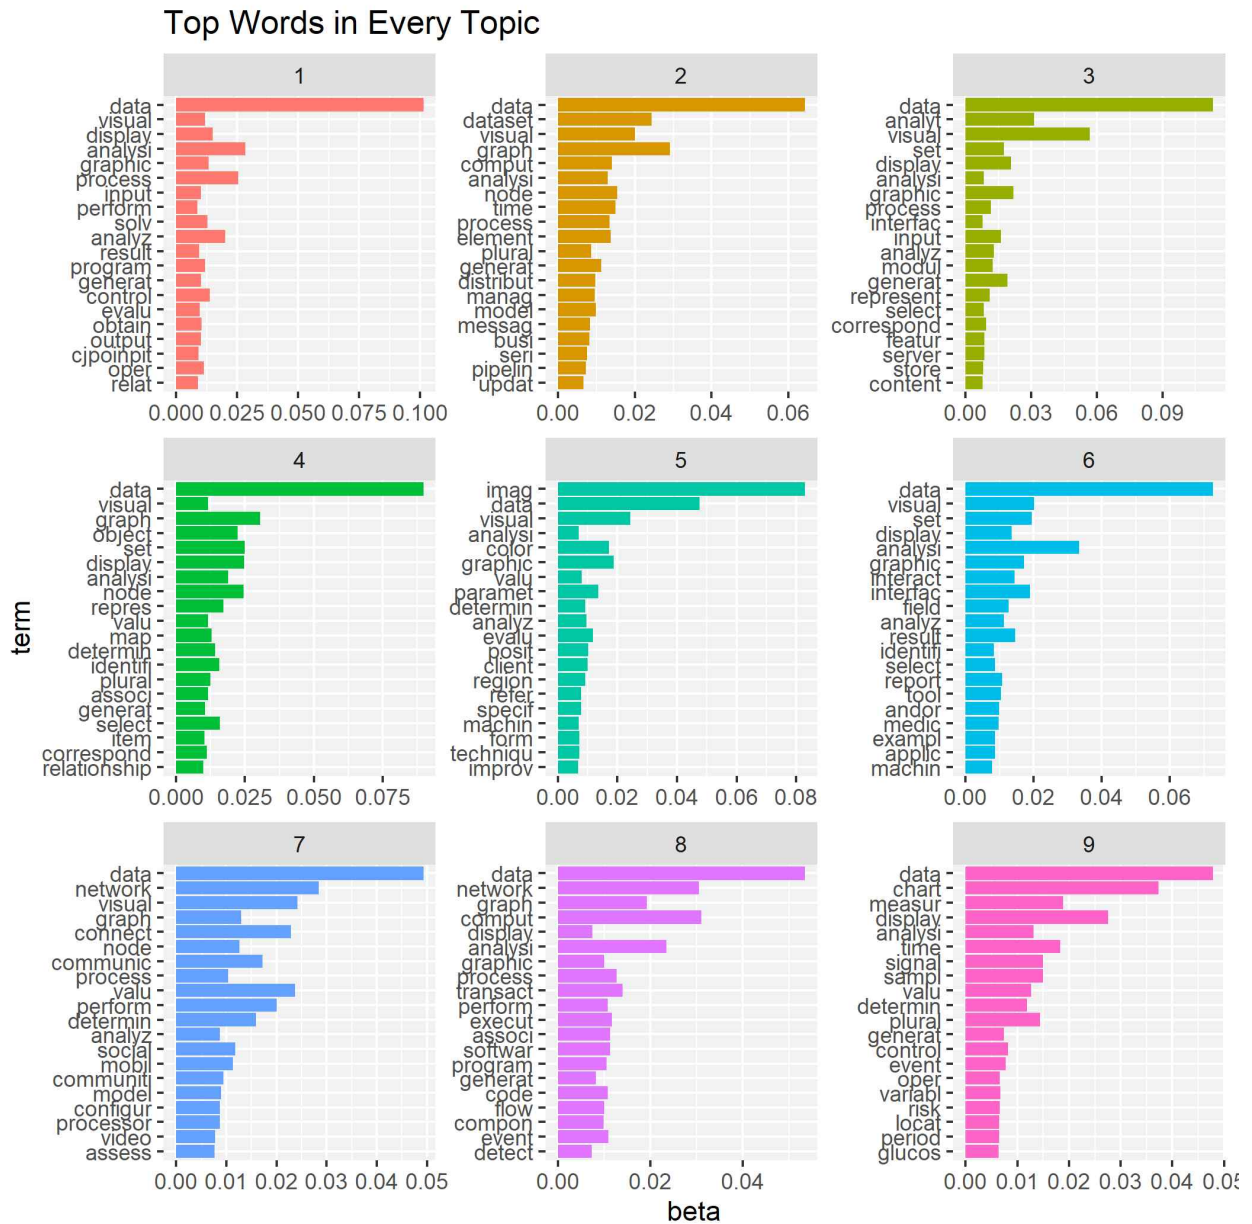 Top Words in Every Topic
1
data
visual
display
analysi
graphic
process
input
perform
solv
analyz
result
program
generat
control
evalu
obtain
output
cjpoinpit
oper
relat
0.000 0.025 0.050 0.075 0.100
2
data
dataset
visual
graph
comput
analysi
node
time
process
element
plural
generat
distribut
manag
model
messag
busi
seri
pipelin
updat
0.00 0.02 0.04 0.06
3
data
analyt
visual
set
display
analysi
graphic
process
interfac
input
analyz
modul
generat
represent
select
correspond
featur
server
store
content
0.00 0.03 0.06 0.09
term
4
data
visual
graph
object
set
display
analysi
node
repres
valu
map
determin
identifi
plural
associ
generat
select
item
correspond
relationship
0.000 0.025 0.050 0.075
5
imag
data
visual
analysi
color
graphic
valu
paramet
determin
analyz
evalu
posit
client
region
refer
specif
machin
form
techniqu
improv
0.00 0.02 0.04 0.06 0.08
6
data
visual
set
display
analysi
graphic
interact
interfac
field
analyz
result
identifi
select
report
tool
andor
medic
exampl
applic
machin
0.00 0.02 0.04 0.06
7
data
network
visual
graph
connect
node
communic
process
valu
perform
determin
analyz
social
mobil
communiti
model
configur
processor
video
assess
0.00 0.01 0.02 0.03 0.04 0.05
8
data
network
graph
comput
display
analysi
graphic
process
transact
perform
execut
associ
softwar
program
generat
code
flow
compon
event
detect
0.00 0.02 0.04
9
data
chart
measur
display
analysi
time
signal
sampl
valu
determin
plural
generat
control
event
oper
variabl
risk
locat
period
glucos
0.00 0.01 0.02 0.03 0.04 0.05
beta